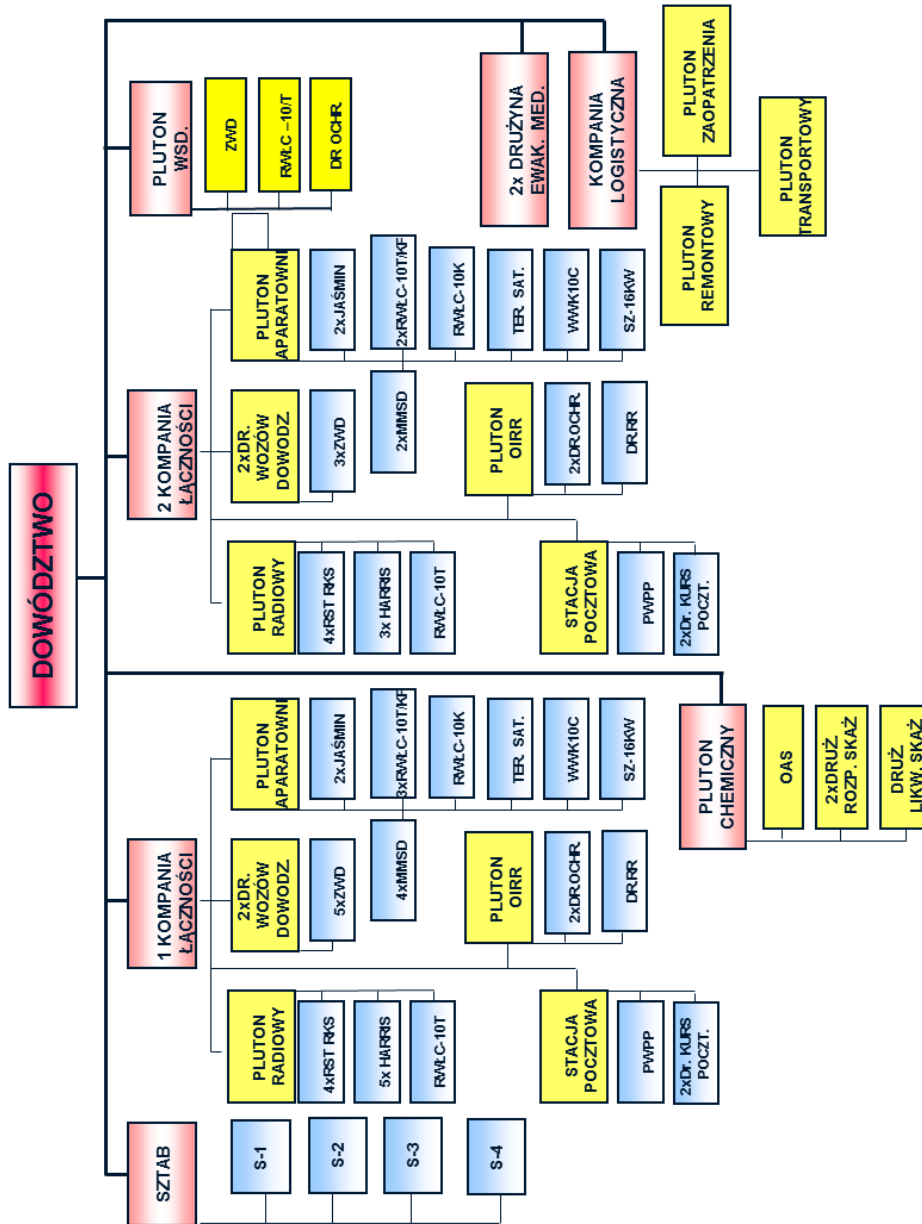 DOWÓDZTWO
SZTAB
S-1
S-2
S-3
S-4
1 KOMPANIA
ŁĄCZNOŚCI
PLUTON
RADIOWY
4xRST RKS
5x HARRIS
RWŁC-10T
2xDR.
WOZÓW
DOWODZ.
5xZWD
PLUTON
APARATOWNI
2xJAŚMIN
3xRWŁC-10T/KF
4xMMSD
RWŁC-10K
TER. SAT.
WWK10C
SZ-16KW
STACJA
POCZTOWA
PWPP
2xDr. KURS
POCZT.
PLUTON
OIRR
2xDR.OCHR.
DR.RR
PLUTON
CHEMICZNY
OAS
2xDRUŻ
ROZP. SKAŻ
DRUŻ
LIKW. SKAŻ
2 KOMPANIA
ŁĄCZNOŚCI
PLUTON
RADIOWY
4xRST RKS
3x HARRIS
RWŁC-10T
2xDR.
WOZÓW
DOWODZ.
3xZWD
PLUTON
APARATOWNI
2xJAŚMIN
2xRWŁC-10T/KF
2xMMSD
RWŁC-10K
TER. SAT.
WWK10C
SZ-16KW
STACJA
POCZTOWA
PWPP
2xDr. KURS
POCZT.
PLUTON
OIRR
2xDR.OCHR.
DR.RR
PLUTON
WSD.
ZWD
RWŁC –10/T
DR OCHR.
2x DRUŻYNA
EWAK. MED.
KOMPANIA
LOGISTYCZNA
PLUTON
REMONTOWY
PLUTON
ZAOPATRZENIA
PLUTON
TRANSPORTOWY